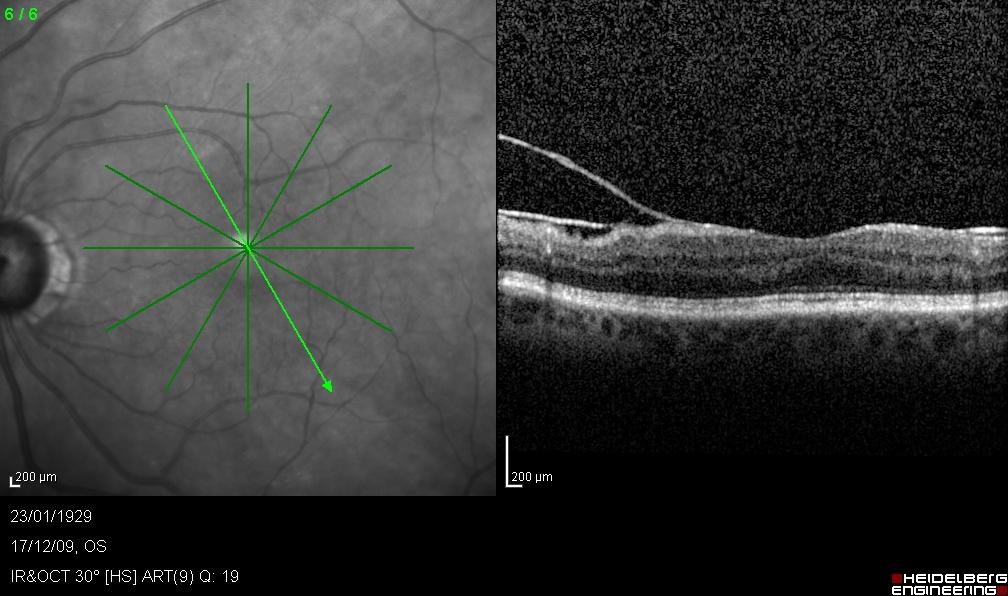 6 / 6
200 µm
200 µm
23/01/1929
17/12/09, OS
IR&OCT 30° [HS] ART(9) Q: 19
HEIDELBERG
ENGINEERING